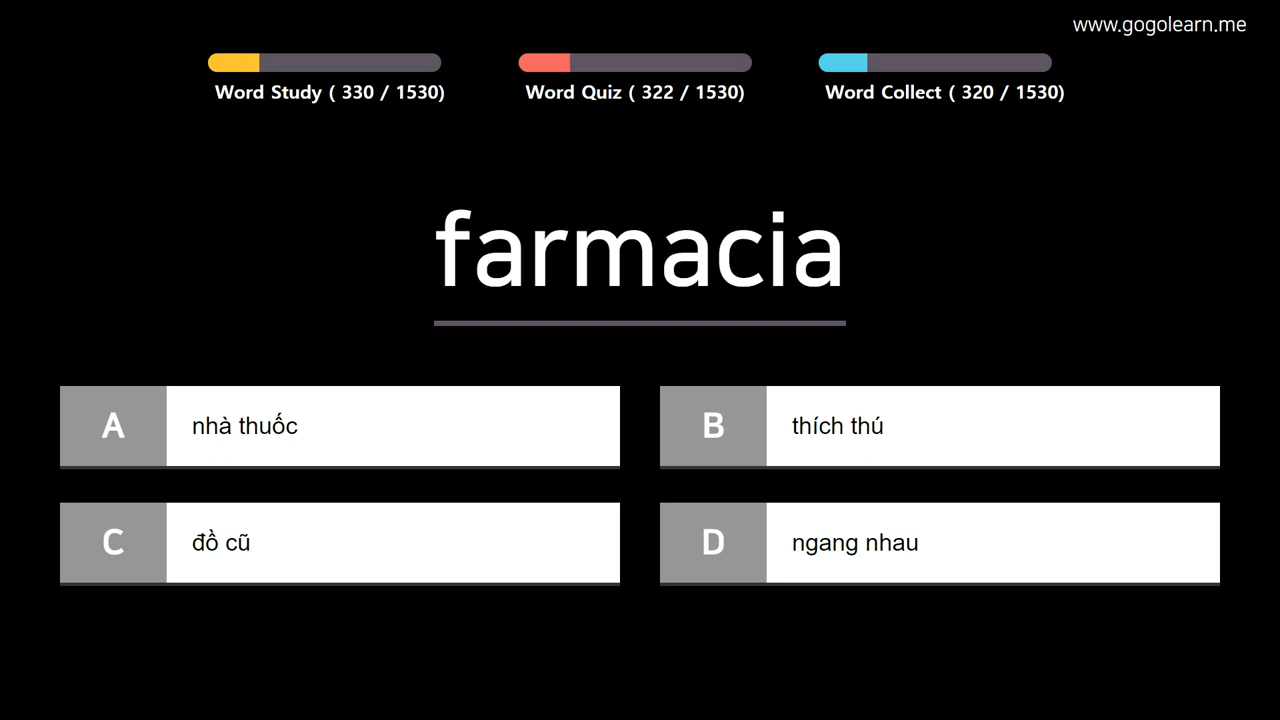 www.gogolearn.me
Word Study ( 330 / 1530)
Word Quiz ( 322 / 1530)
Word Collect ( 320 / 1530)
farmacia
A nhà thuốc
B thích thú
C đồ cũ
D ngang nhau